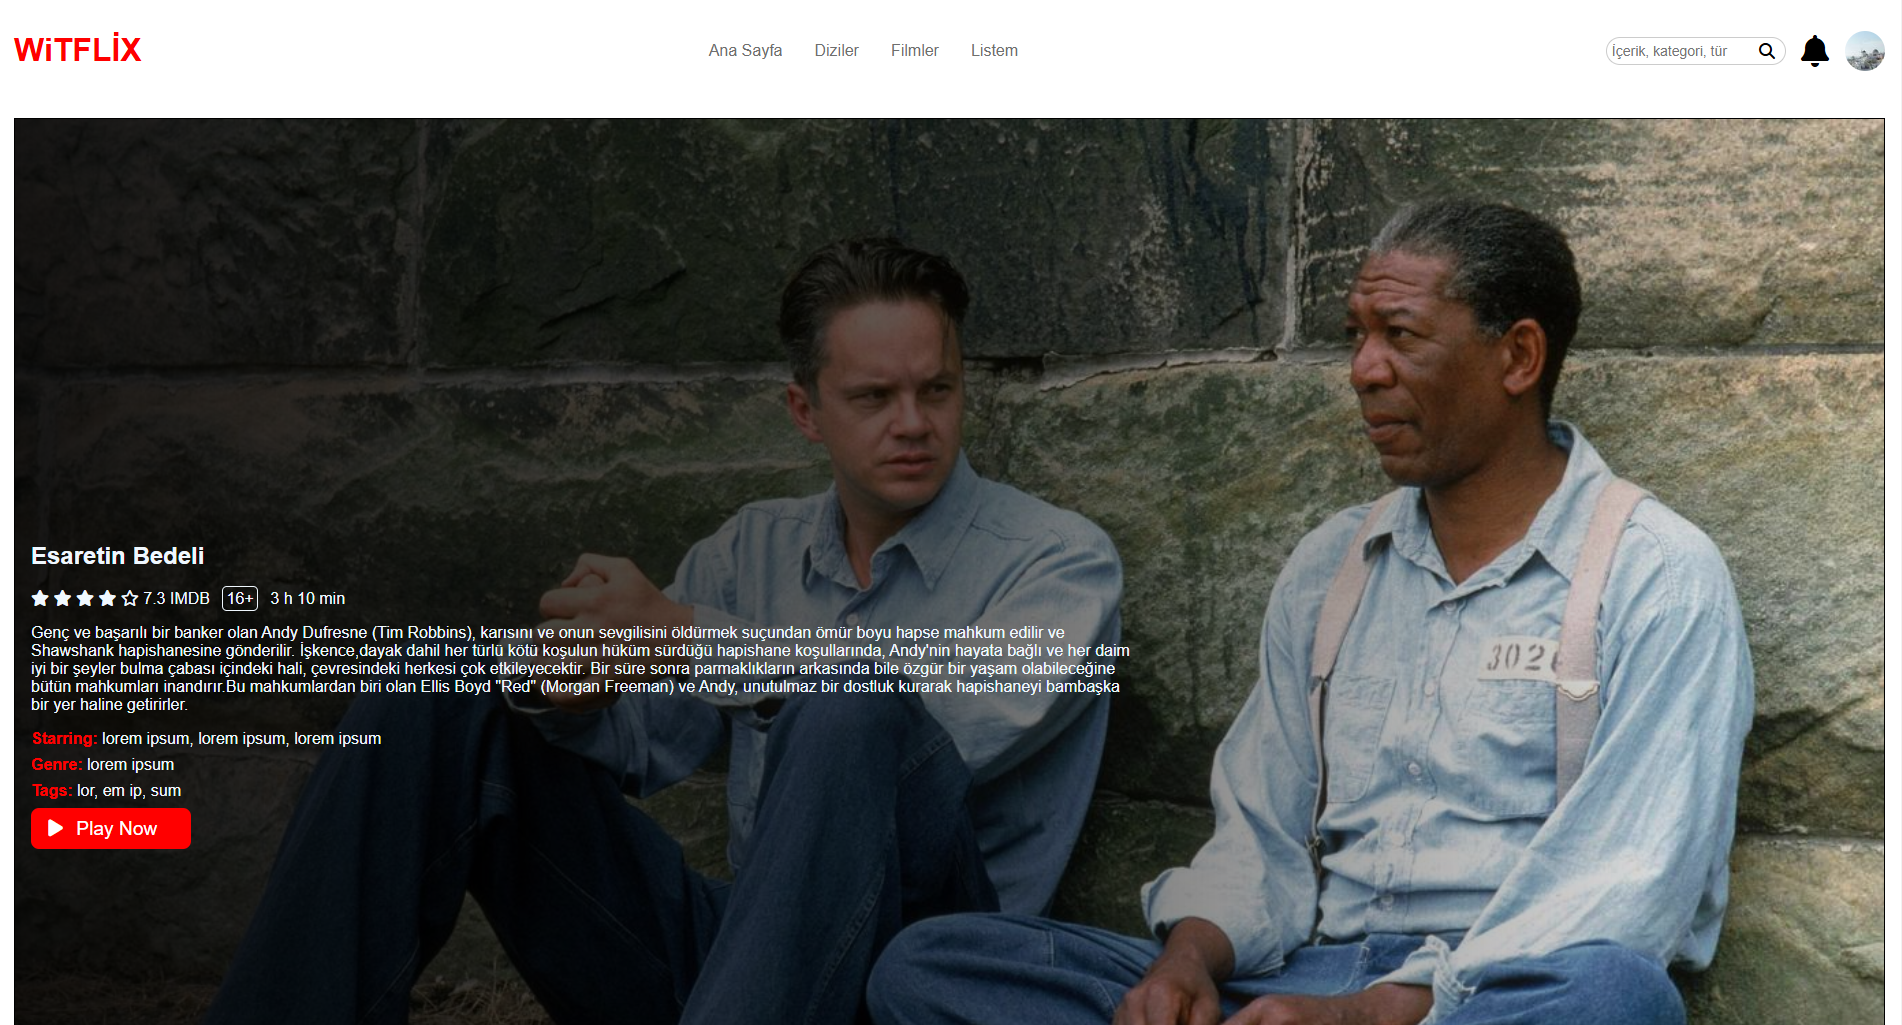 WiTFLİX
Ana Sayfa
Diziler
Filmler
Listem
İçerik, kategori, tür
Esaretin Bedeli
7.3 IMDB 16+ 3 h 10 min
Genç ve başarılı bir banker olan Andy Dufresne (Tim Robbins), karısını ve onun sevgilisini öldürmek suçundan ömür boyu hapse mahkum edilir ve
Shawshank hapishanesine gönderilir. İşkence,dayak dahil her türlü kötü koşulun hüküm sürdüğü hapishane koşullarında, Andy'nin hayata bağlı ve her daim
iyi bir şeyler bulma çabası içindeki hali, çevresindeki herkesi çok etkileyecektir. Bir süre sonra parmaklıkların arkasında bile özgür bir yaşam olabileceğine
bütün mahkumları inandırır.Bu mahkumlardan biri olan Ellis Boyd "Red" (Morgan Freeman) ve Andy, unutulmaz bir dostluk kurarak hapishaneyi bambaşka
bir yer haline getirirler.
Starring: lorem ipsum, lorem ipsum, lorem ipsum
Genre: lorem ipsum
Tags: lor, em ip, sum
Play Now